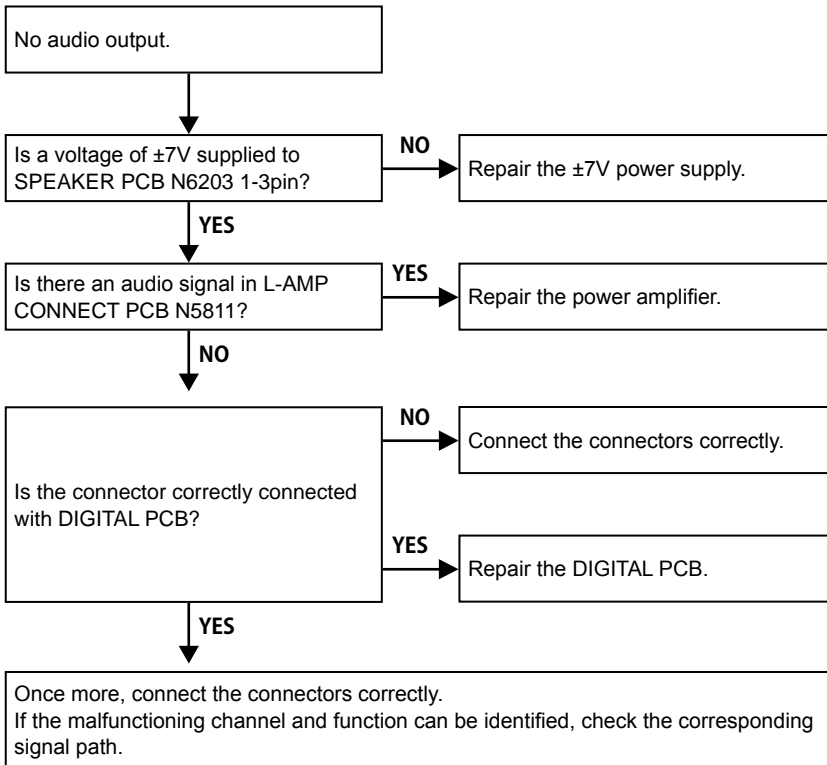 No audio output.
Is a voltage of ±7V supplied to
SPEAKER PCB N6203 1-3pin?
NO
Repair the ±7V power supply.
YES
Is there an audio signal in L-AMP
CONNECT PCB N5811?
YES
Repair the power amplifier.
NO
Is the connector correctly connected
with DIGITAL PCB?
NO
Connect the connectors correctly.
YES
Repair the DIGITAL PCB.
YES
Once more, connect the connectors correctly.
If the malfunctioning channel and function can be identified, check the corresponding
signal path.